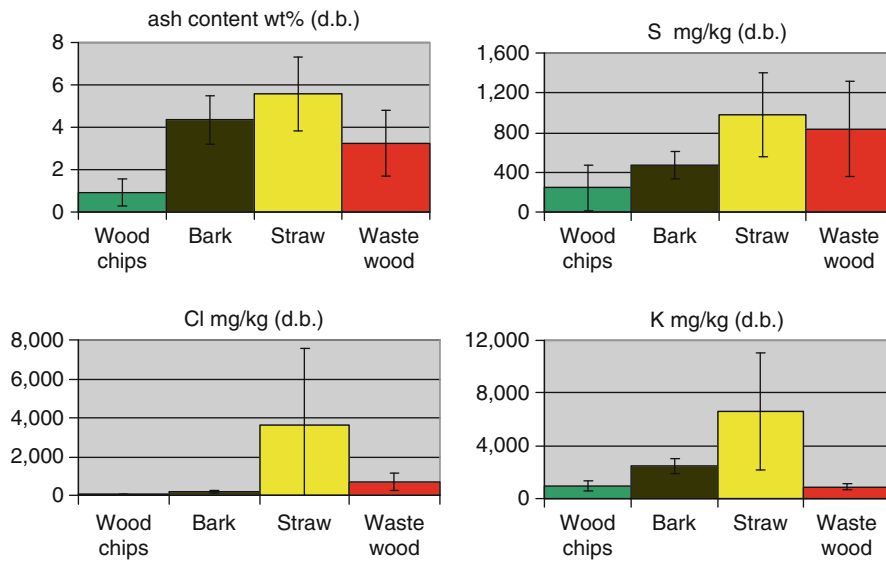 ash content wt% (d.b.)
8
6
4
2
0
Wood chips
Bark
Straw
Waste wood
S mg/kg (d.b.)
1,600
1,200
800
400
0
Wood chips
Bark
Straw
Waste wood
Cl mg/kg (d.b.)
8,000
6,000
4,000
2,000
0
Wood chips
Bark
Straw
Waste wood
K mg/kg (d.b.)
12,000
8,000
4,000
0
Wood chips
Bark
Straw
Waste wood